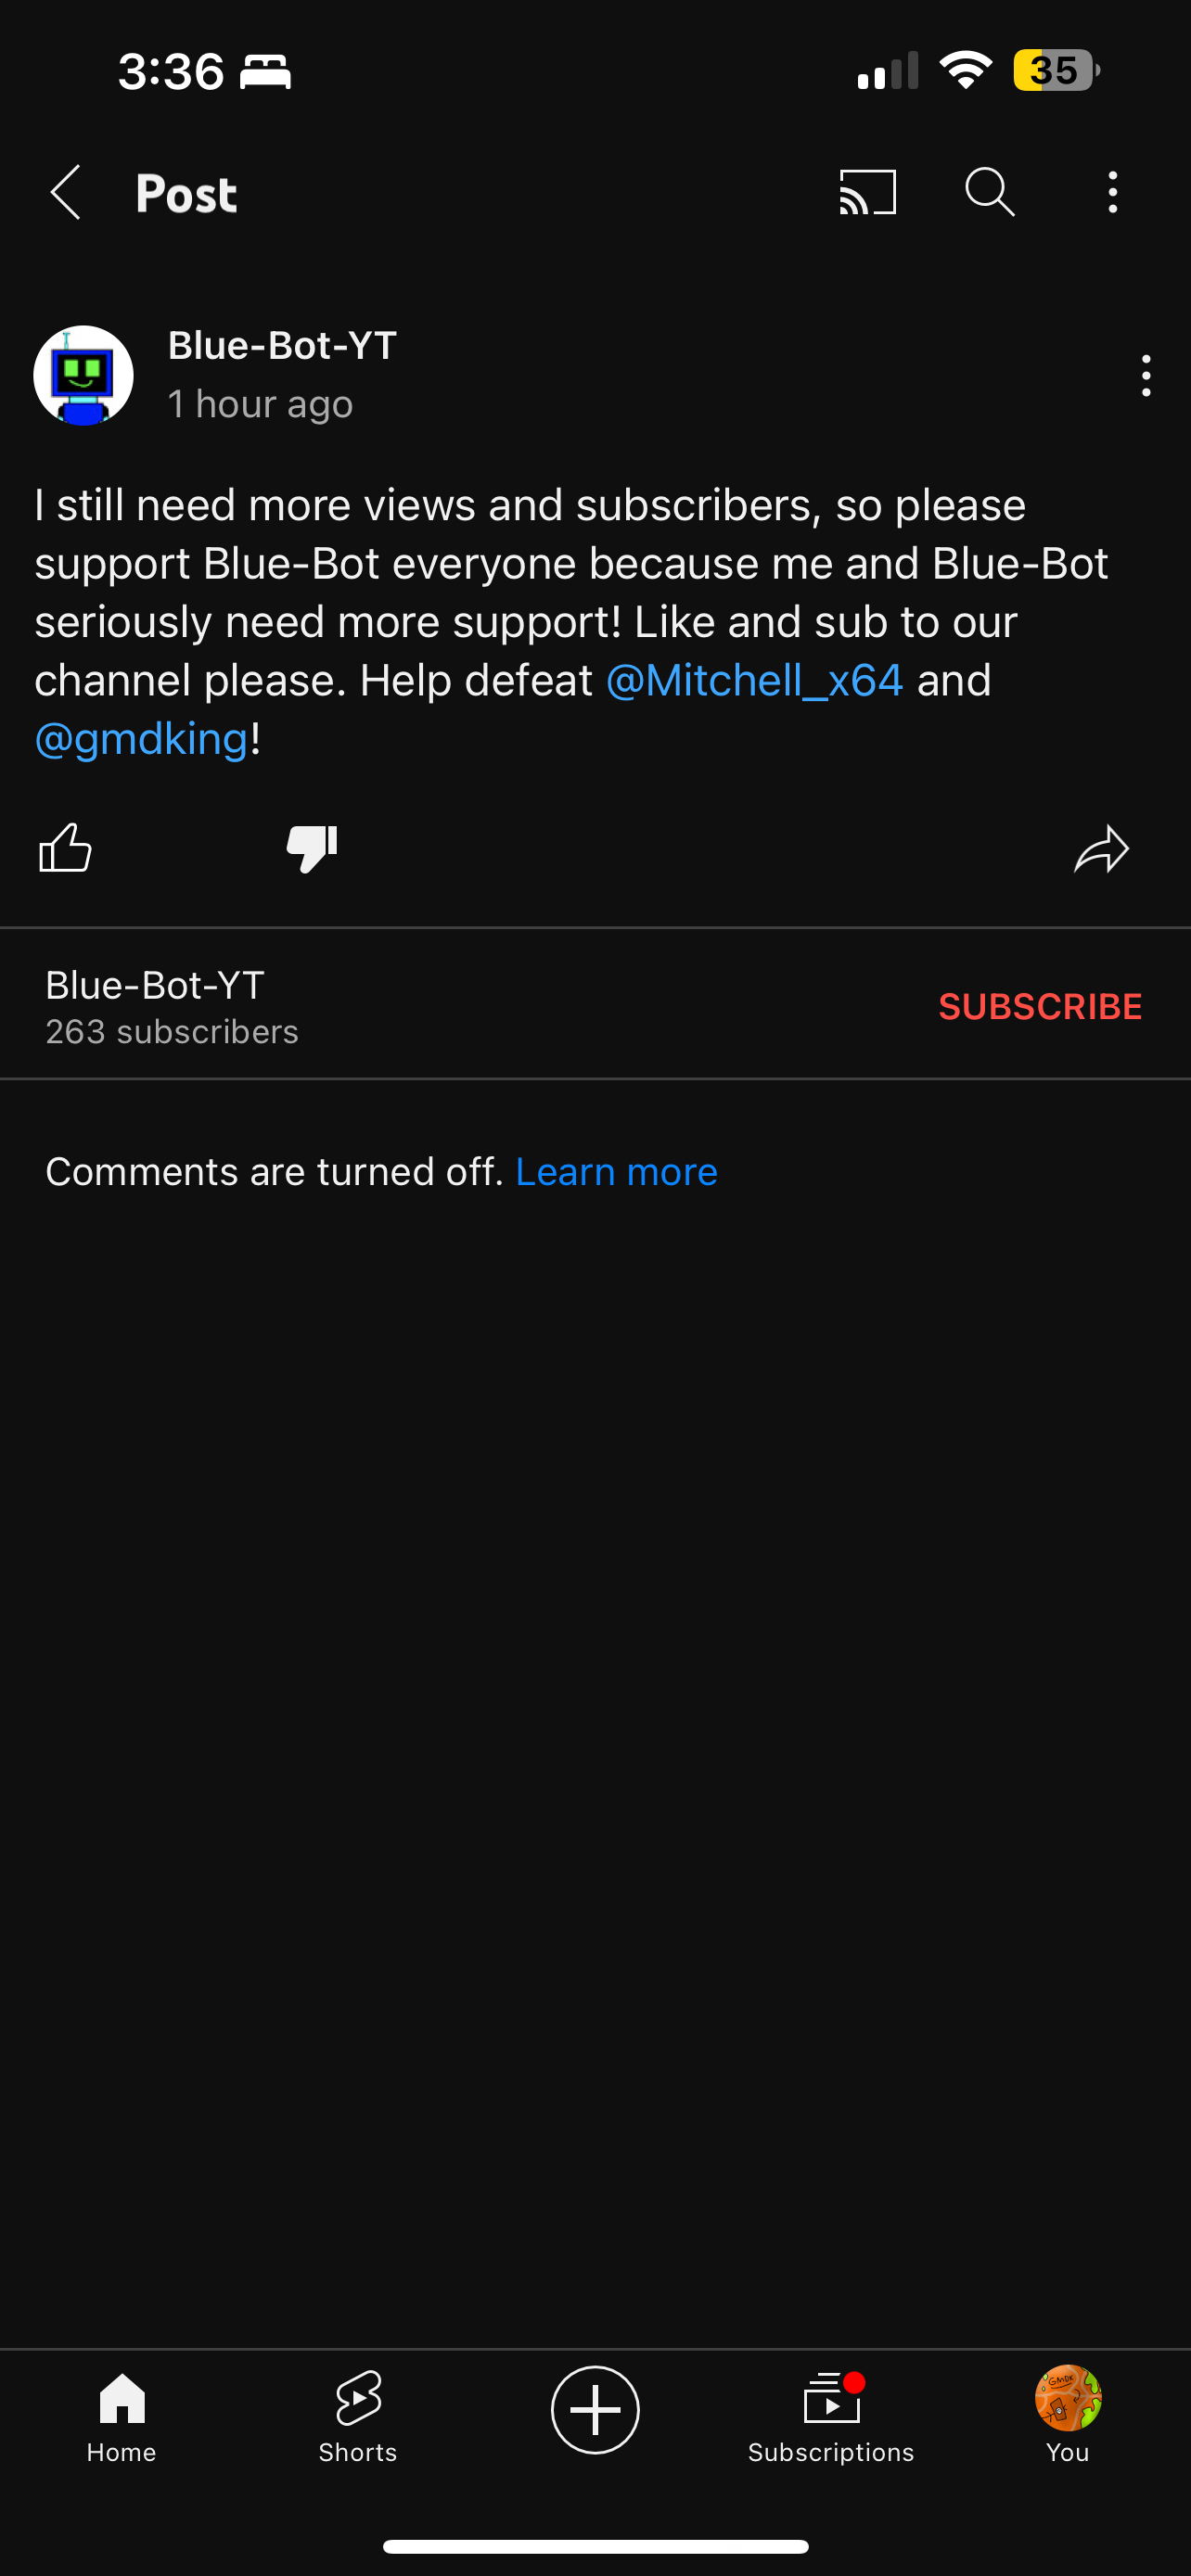 3:36
35
Post
Blue-Bot-YT
1 hour ago
I still need more views and subscribers, so please
support Blue-Bot everyone because me and Blue-Bot
seriously need more support! Like and sub to our
channel please. Help defeat @Mitchell_x64 and
@gmdking!
Blue-Bot-YT
263 subscribers
SUBSCRIBE
Comments are turned off. Learn more
GMDK
Home
Shorts
Subscriptions
You